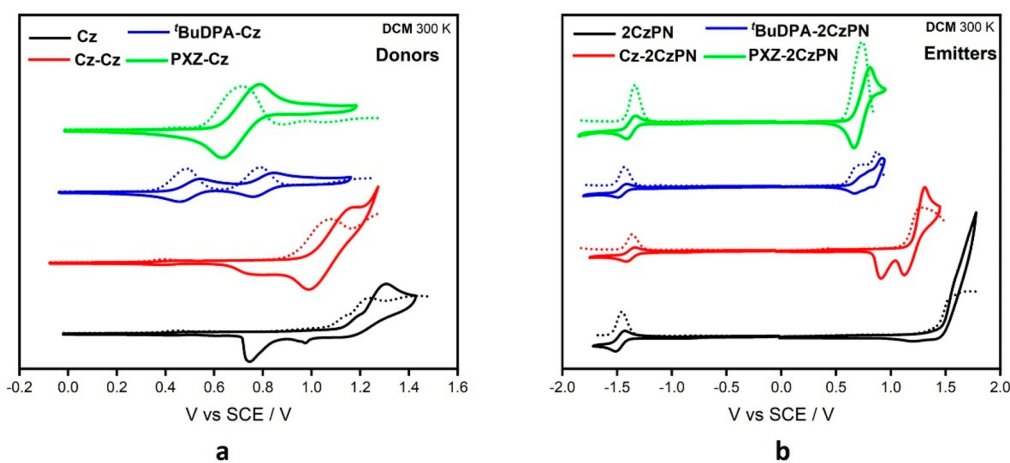 Cz ᵗBuDPA-Cz DCM 300 K
Cz-Cz PXZ-Cz Donors
-0.2 0.0 0.2 0.4 0.6 0.8 1.0 1.2 1.4 1.6
V vs SCE / V
a
2CzPN ᵗBuDPA-2CzPN DCM 300 K
Cz-2CzPN PXZ-2CzPN Emitters
-2.0 -1.5 -1.0 -0.5 0.0 0.5 1.0 1.5 2.0
V vs SCE / V
b